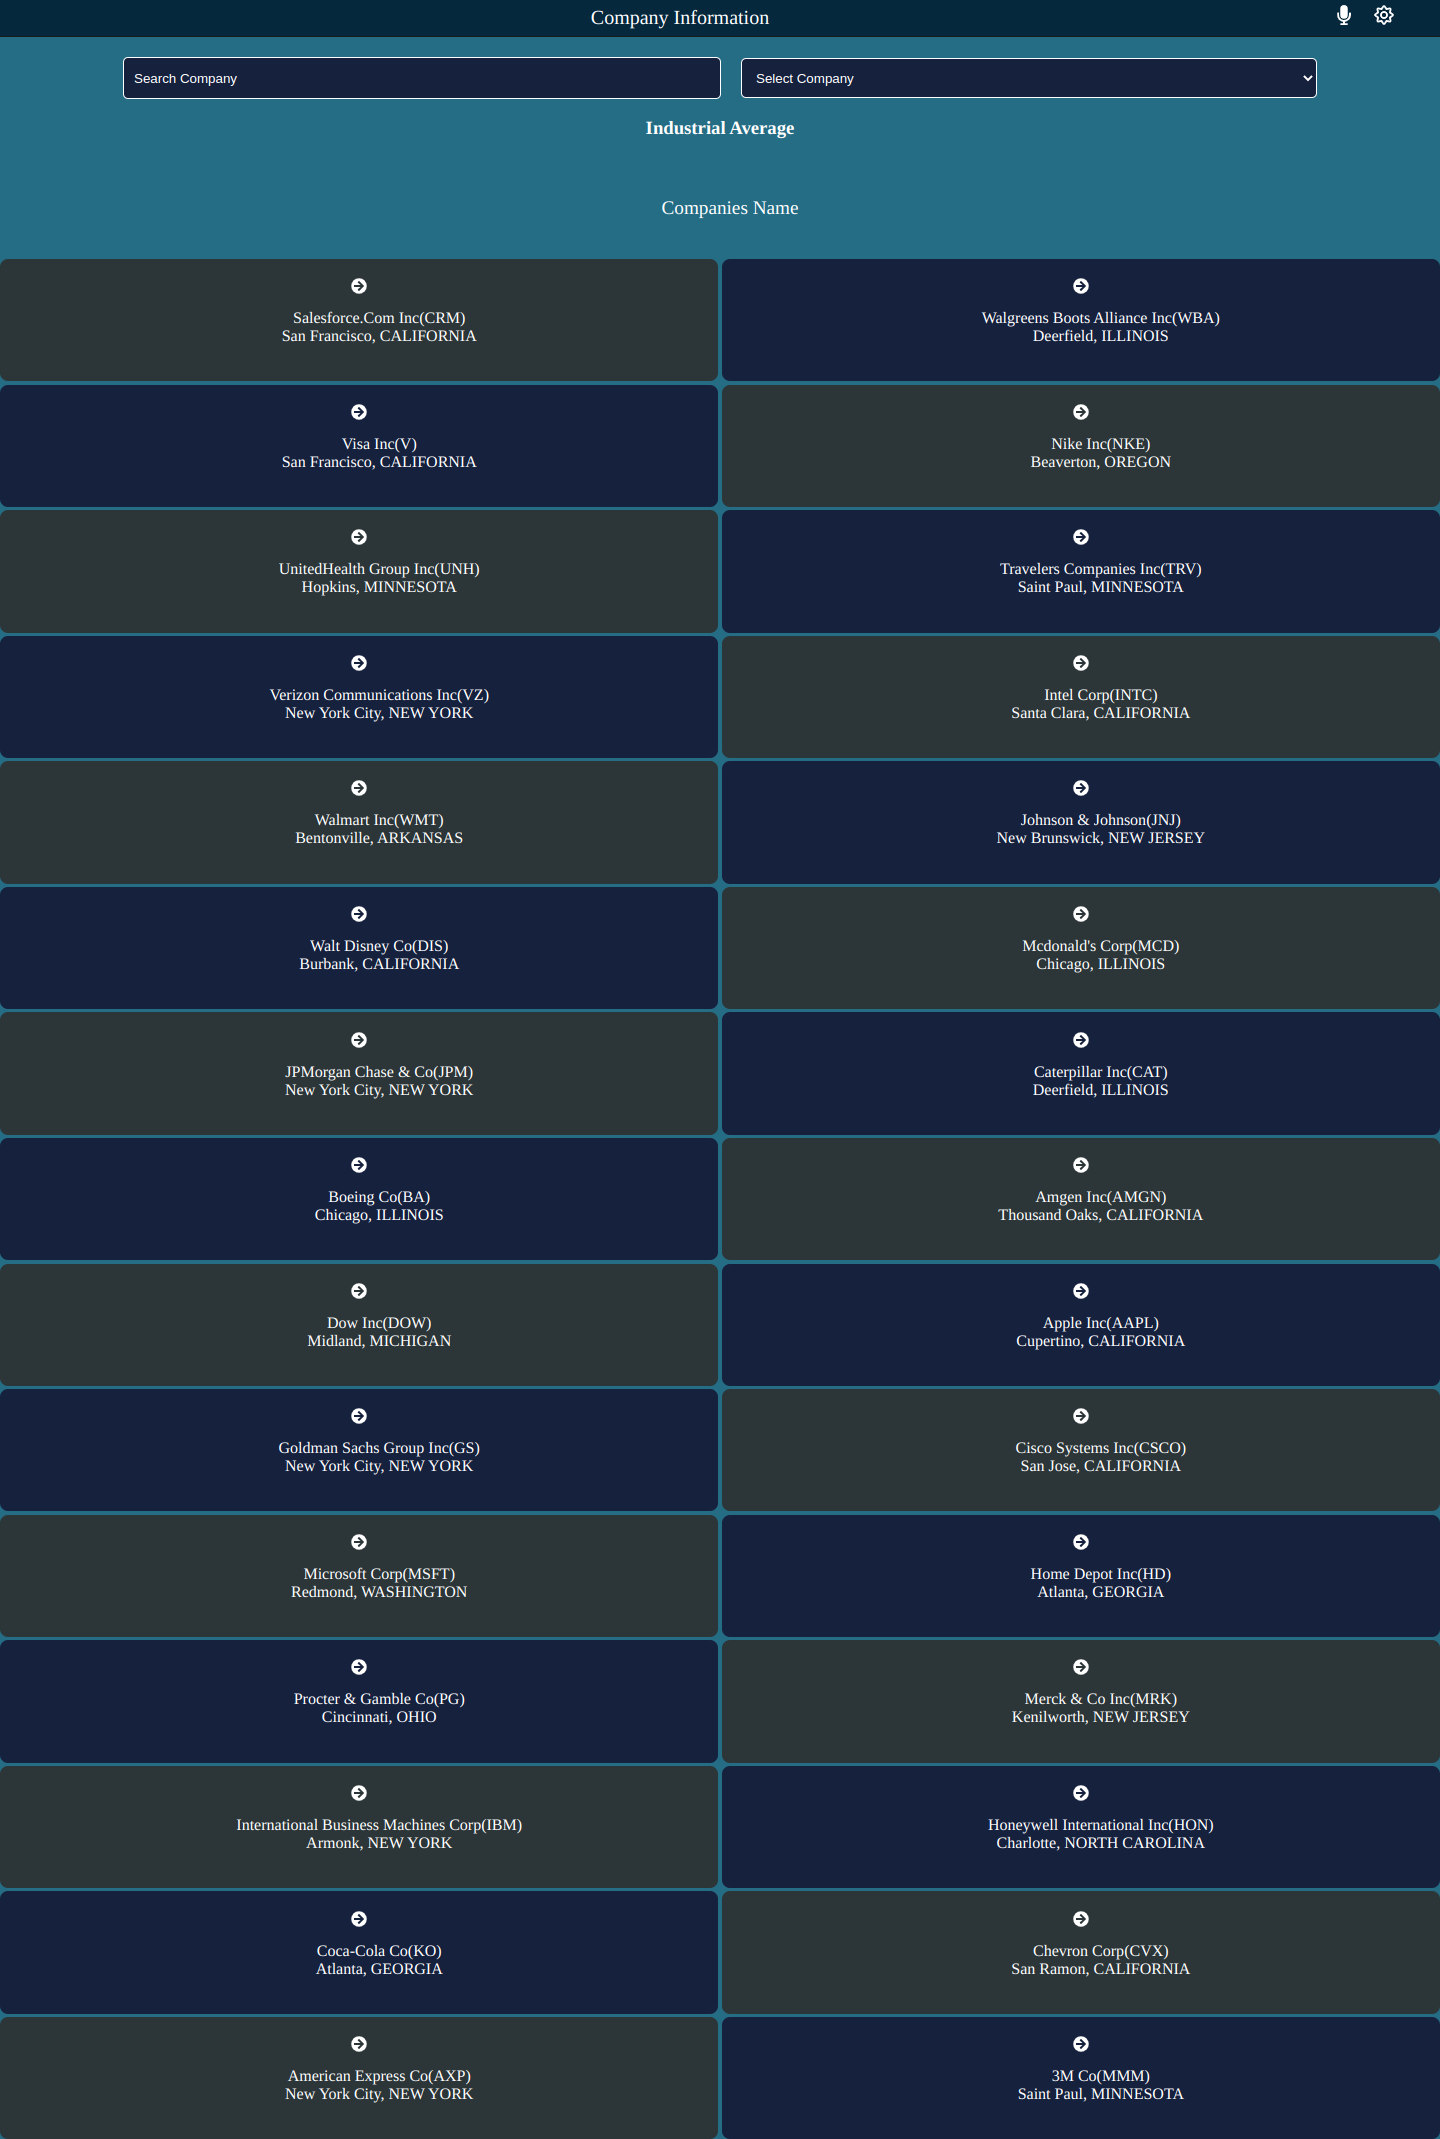 Company Information
Search Company
Select Company
Industrial Average
Companies Name
Salesforce.Com Inc(CRM)
San Francisco, CALIFORNIA
Walgreens Boots Alliance Inc(WBA)
Deerfield, ILLINOIS
Visa Inc(V)
San Francisco, CALIFORNIA
Nike Inc(NKE)
Beaverton, OREGON
UnitedHealth Group Inc(UNH)
Hopkins, MINNESOTA
Travelers Companies Inc(TRV)
Saint Paul, MINNESOTA
Verizon Communications Inc(VZ)
New York City, NEW YORK
Intel Corp(INTC)
Santa Clara, CALIFORNIA
Walmart Inc(WMT)
Bentonville, ARKANSAS
Johnson & Johnson(JNJ)
New Brunswick, NEW JERSEY
Walt Disney Co(DIS)
Burbank, CALIFORNIA
Mcdonald's Corp(MCD)
Chicago, ILLINOIS
JPMorgan Chase & Co(JPM)
New York City, NEW YORK
Caterpillar Inc(CAT)
Deerfield, ILLINOIS
Boeing Co(BA)
Chicago, ILLINOIS
Amgen Inc(AMGN)
Thousand Oaks, CALIFORNIA
Dow Inc(DOW)
Midland, MICHIGAN
Apple Inc(AAPL)
Cupertino, CALIFORNIA
Goldman Sachs Group Inc(GS)
New York City, NEW YORK
Cisco Systems Inc(CSCO)
San Jose, CALIFORNIA
Microsoft Corp(MSFT)
Redmond, WASHINGTON
Home Depot Inc(HD)
Atlanta, GEORGIA
Procter & Gamble Co(PG)
Cincinnati, OHIO
Merck & Co Inc(MRK)
Kenilworth, NEW JERSEY
International Business Machines Corp(IBM)
Armonk, NEW YORK
Honeywell International Inc(HON)
Charlotte, NORTH CAROLINA
Coca-Cola Co(KO)
Atlanta, GEORGIA
Chevron Corp(CVX)
San Ramon, CALIFORNIA
American Express Co(AXP)
New York City, NEW YORK
3M Co(MMM)
Saint Paul, MINNESOTA